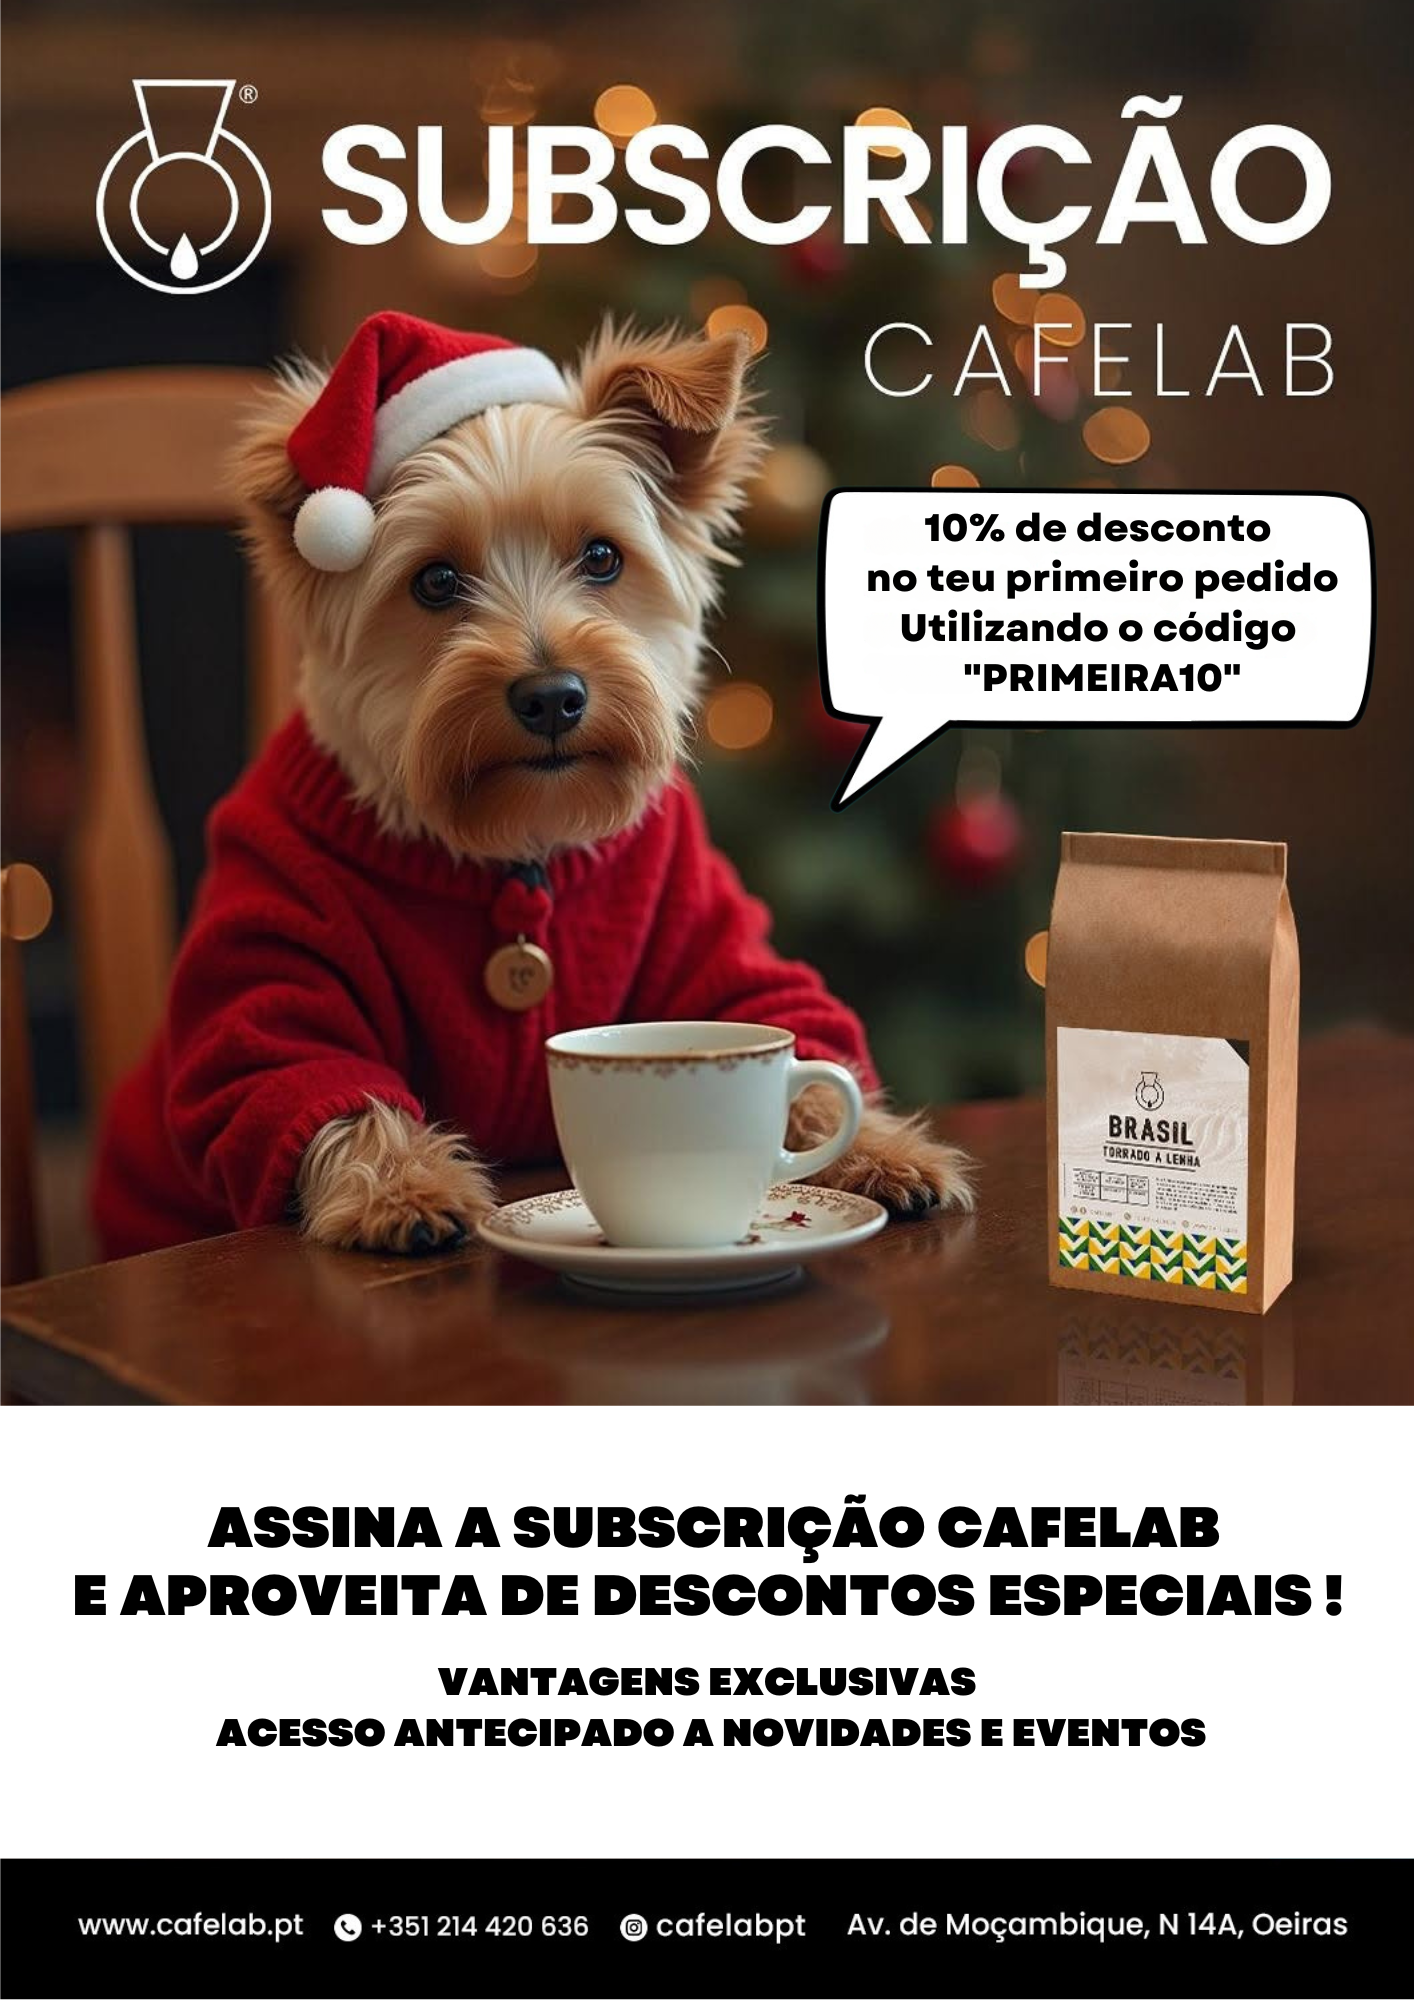 ®
SUBSCRIÇÃO
CAFELAB
10% de desconto
no teu primeiro pedido
Utilizando o código
"PRIMEIRA10"
BRASIL
TORRADO A LENHA
ASSINA A SUBSCRIÇÃO CAFELAB
E APROVEITA DE DESCONTOS ESPECIAIS !
VANTAGENS EXCLUSIVAS
ACESSO ANTECIPADO A NOVIDADES E EVENTOS
www.cafelab.pt +351 214 420 636 cafelabpt Av. de Moçambique, N 14A, Oeiras